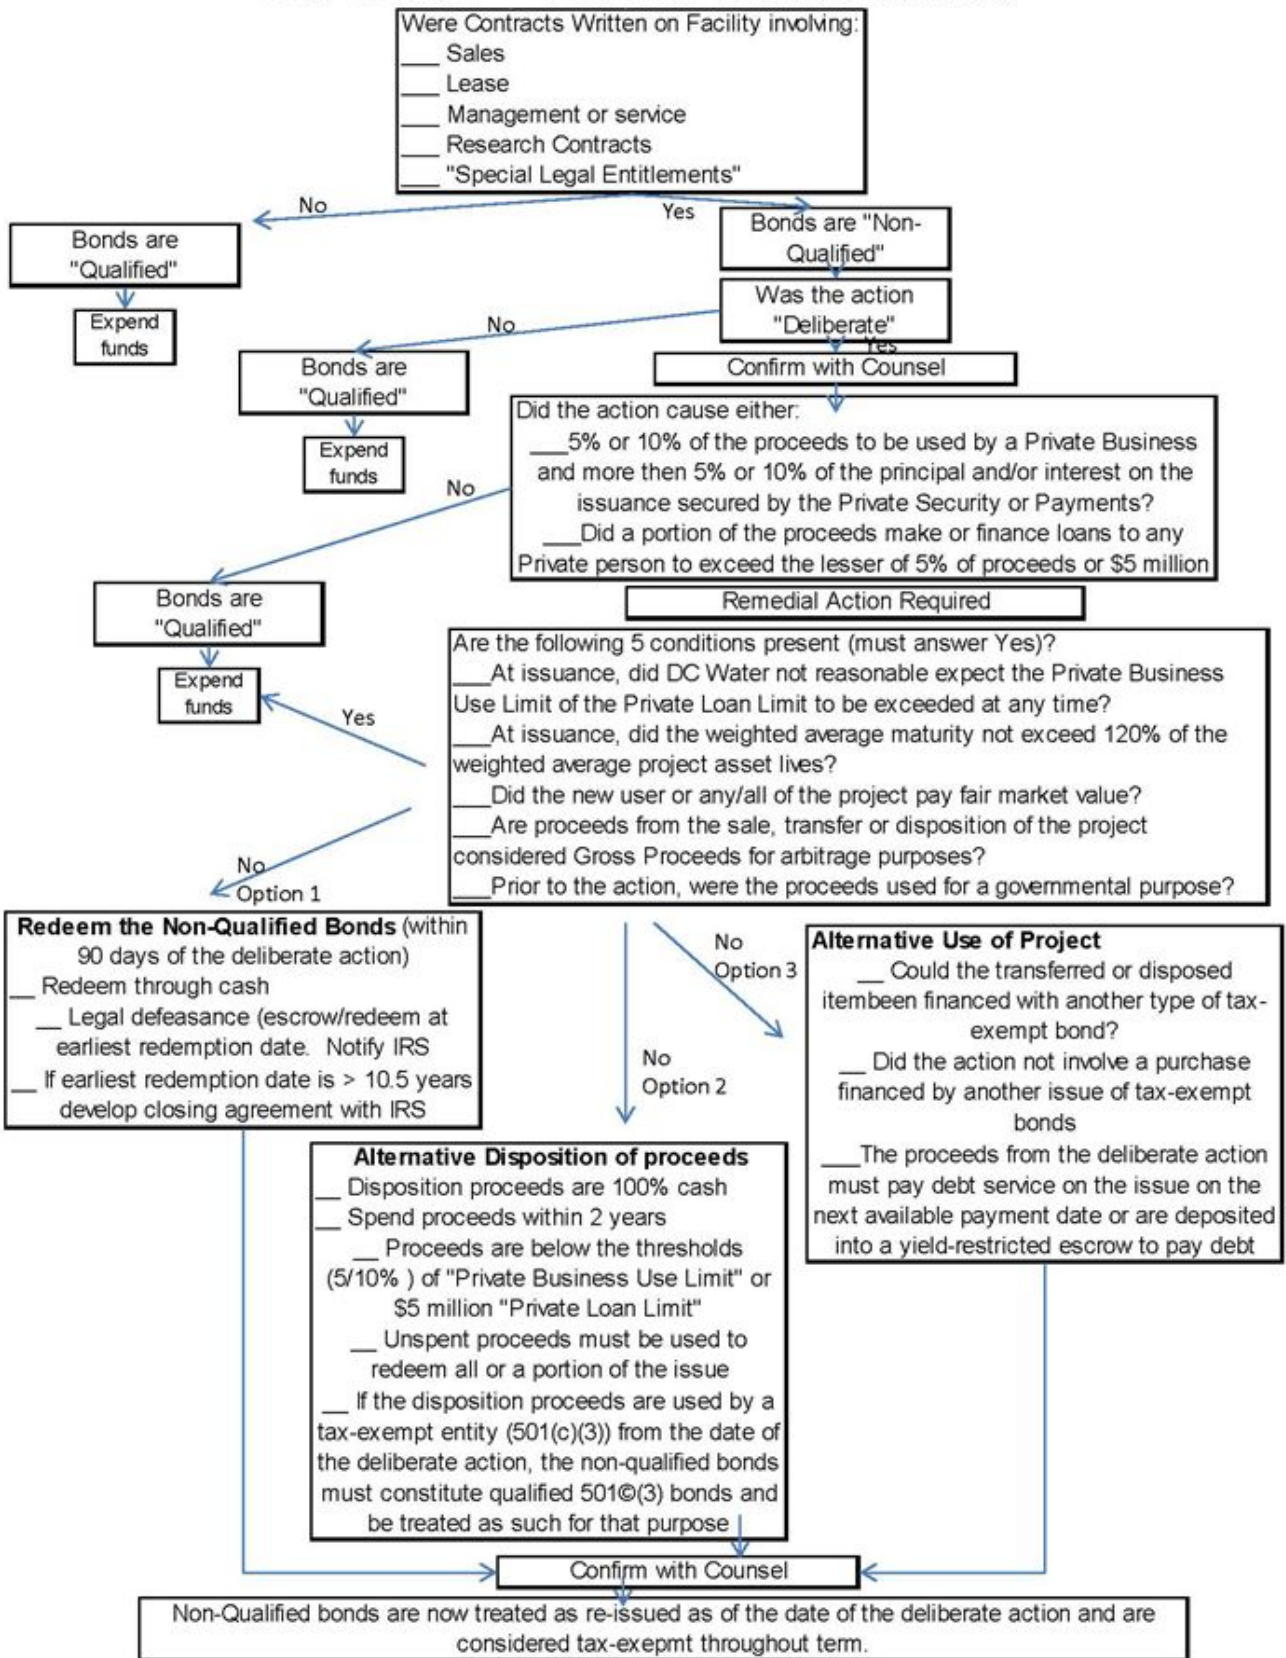 Were Contracts Written on Facility involving:
___ Sales
___ Lease
___ Management or service
___ Research Contracts
___ "Special Legal Entitlements"
No
Yes
Bonds are
"Qualified"
Expend
funds
Bonds are "Non-
Qualified"
Was the action
"Deliberate"
No
Yes
Bonds are
"Qualified"
Expend
funds
Confirm with Counsel
Did the action cause either:
___5% or 10% of the proceeds to be used by a Private Business
and more then 5% or 10% of the principal and/or interest on the
issuance secured by the Private Security or Payments?
___Did a portion of the proceeds make or finance loans to any
Private person to exceed the lesser of 5% of proceeds or $5 million
No
Bonds are
"Qualified"
Expend
funds
Remedial Action Required
Are the following 5 conditions present (must answer Yes)?
___At issuance, did DC Water not reasonable expect the Private Business
Use Limit of the Private Loan Limit to be exceeded at any time?
___At issuance, did the weighted average maturity not exceed 120% of the
weighted average project asset lives?
___Did the new user or any/all of the project pay fair market value?
___Are proceeds from the sale, transfer or disposition of the project
considered Gross Proceeds for arbitrage purposes?
___Prior to the action, were the proceeds used for a governmental purpose?
Yes
No
Option 1
Redeem the Non-Qualified Bonds (within
90 days of the deliberate action)
__ Redeem through cash
__ Legal defeasance (escrow/redeem at
earliest redemption date. Notify IRS
__ If earliest redemption date is > 10.5 years
develop closing agreement with IRS
No
Option 2
Alternative Disposition of proceeds
__ Disposition proceeds are 100% cash
__ Spend proceeds within 2 years
__ Proceeds are below the thresholds
(5/10% ) of "Private Business Use Limit" or
$5 million "Private Loan Limit"
__ Unspent proceeds must be used to
redeem all or a portion of the issue
__ If the disposition proceeds are used by a
tax-exempt entity (501(c)(3)) from the date of
the deliberate action, the non-qualified bonds
must constitute qualified 501©(3) bonds and
be treated as such for that purpose
No
Option 3
Alternative Use of Project
__ Could the transferred or disposed
itembeen financed with another type of tax-
exempt bond?
__ Did the action not involve a purchase
financed by another issue of tax-exempt
bonds
___The proceeds from the deliberate action
must pay debt service on the issue on the
next available payment date or are deposited
into a yield-restricted escrow to pay debt
Confirm with Counsel
Non-Qualified bonds are now treated as re-issued as of the date of the deliberate action and are
considered tax-exepmt throughout term.